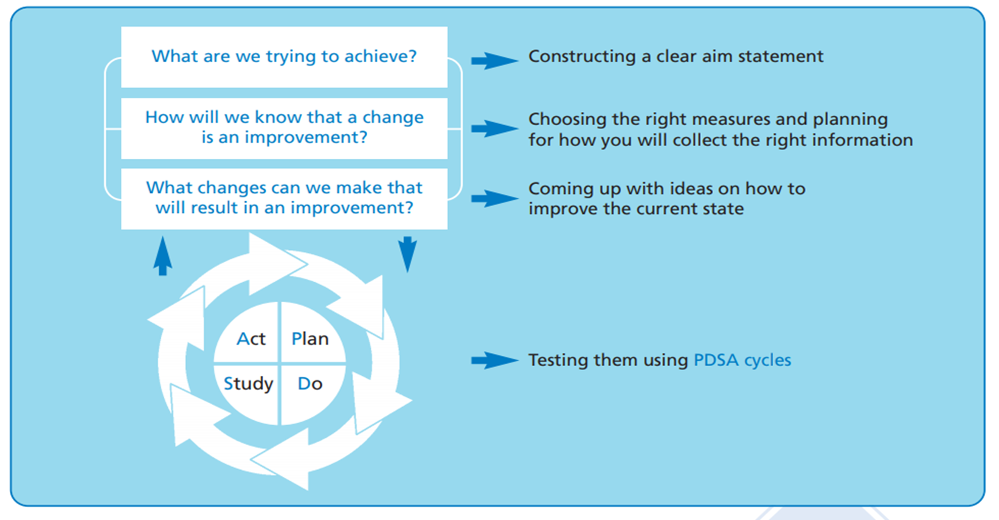 What are we trying to achieve?
Constructing a clear aim statement
How will we know that a change
is an improvement?
Choosing the right measures and planning
for how you will collect the right information
What changes can we make that
will result in an improvement?
Coming up with ideas on how to
improve the current state
Act
Plan
Study
Do
Testing them using PDSA cycles